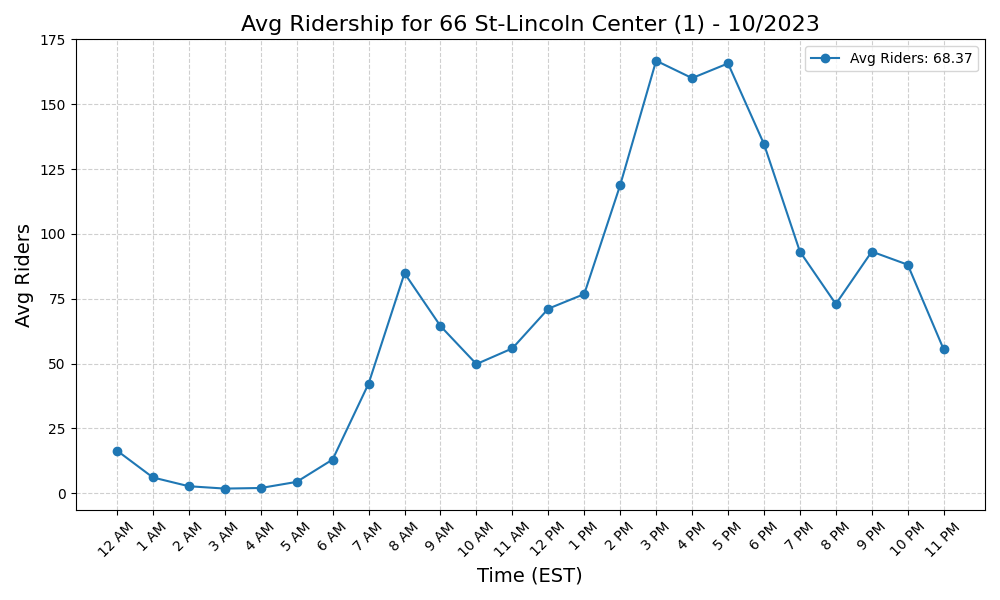 Avg Ridership for 66 St-Lincoln Center (1) - 10/2023
Avg Riders: 68.37
Avg Riders
175
150
125
100
75
50
25
0
12 AM
1 AM
2 AM
3 AM
4 AM
5 AM
6 AM
7 AM
8 AM
9 AM
10 AM
11 AM
12 PM
1 PM
2 PM
3 PM
4 PM
5 PM
6 PM
7 PM
8 PM
9 PM
10 PM
11 PM
Time (EST)